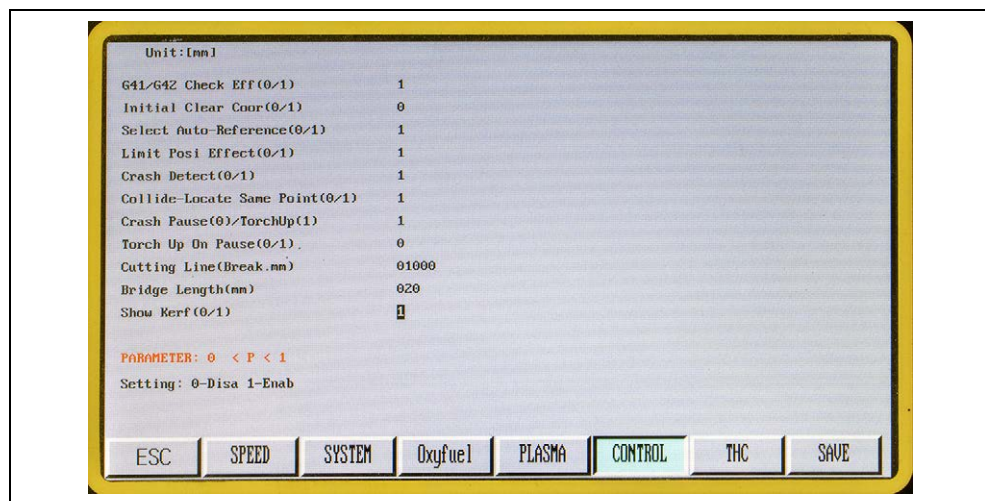 Unit:[mm]
G41/G42 Check Eff(0/1) 1
Initial Clear Coor(0/1) 0
Select Auto-Reference(0/1) 1
Limit Posi Effect(0/1) 1
Crash Detect(0/1) 1
Collide-Locate Same Point(0/1) 1
Crash Pause(0)/TorchUp(1) 1
Torch Up On Pause(0/1) 0
Cutting Line(Break.mm) 01000
Bridge Length(mm) 020
Show Kerf(0/1) 1
PARAMETER: 0 < P < 1
Setting: 0-Disa 1-Enab
ESC SPEED SYSTEM Oxyfuel PLASMA CONTROL THC SAVE